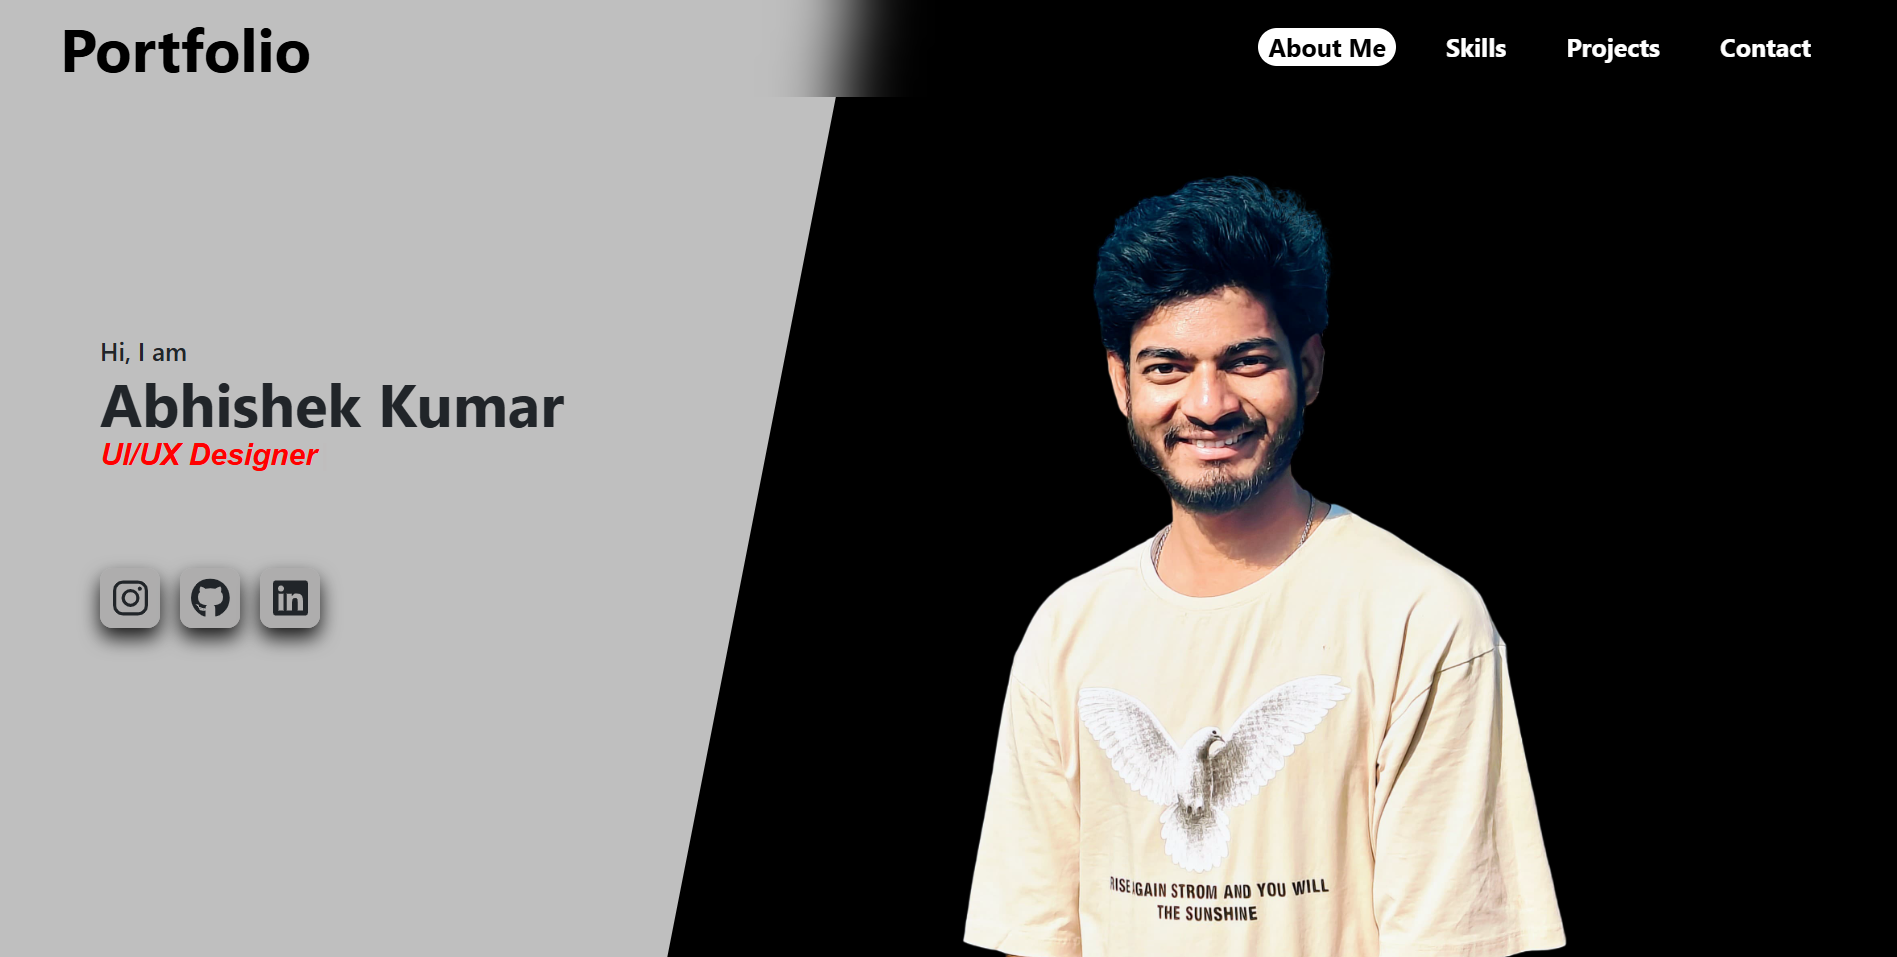 Portfolio
About Me
Skills
Projects
Contact
Hi, I am
Abhishek Kumar
UI/UX Designer
in
RISE AGAIN STROM AND YOU WILL
THE SUNSHINE